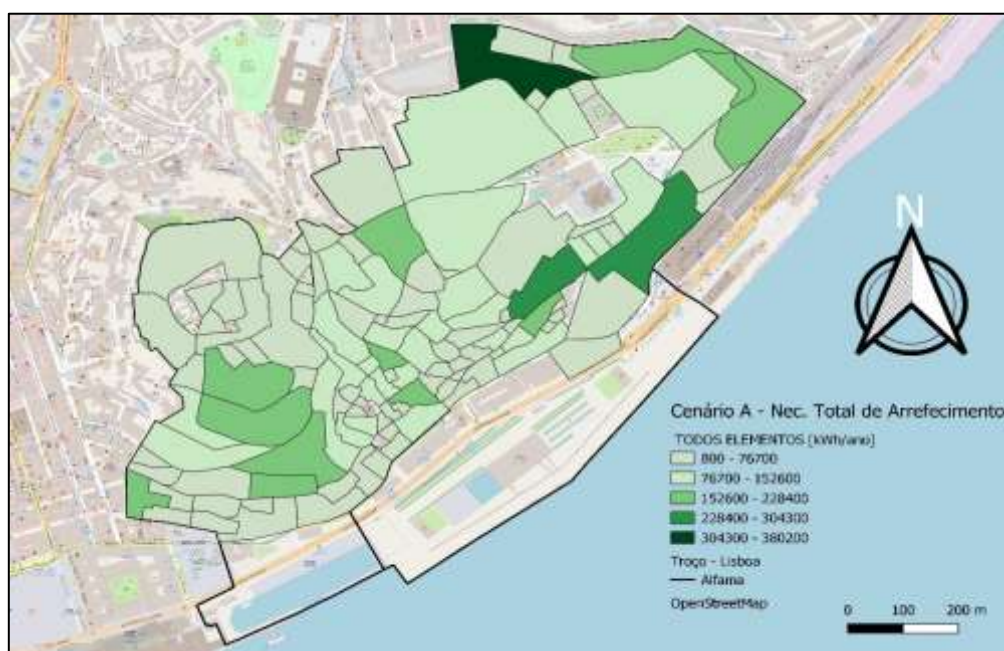 N
Cenário A - Nec. Total de Arrefecimento
TODOS ELEMENTOS [kWh/ano]
800 - 76700
76700 - 152600
152600 - 228400
228400 - 304300
304300 - 380200
Troço - Lisboa
Alfama
OpenStreetMap
0 100 200 m